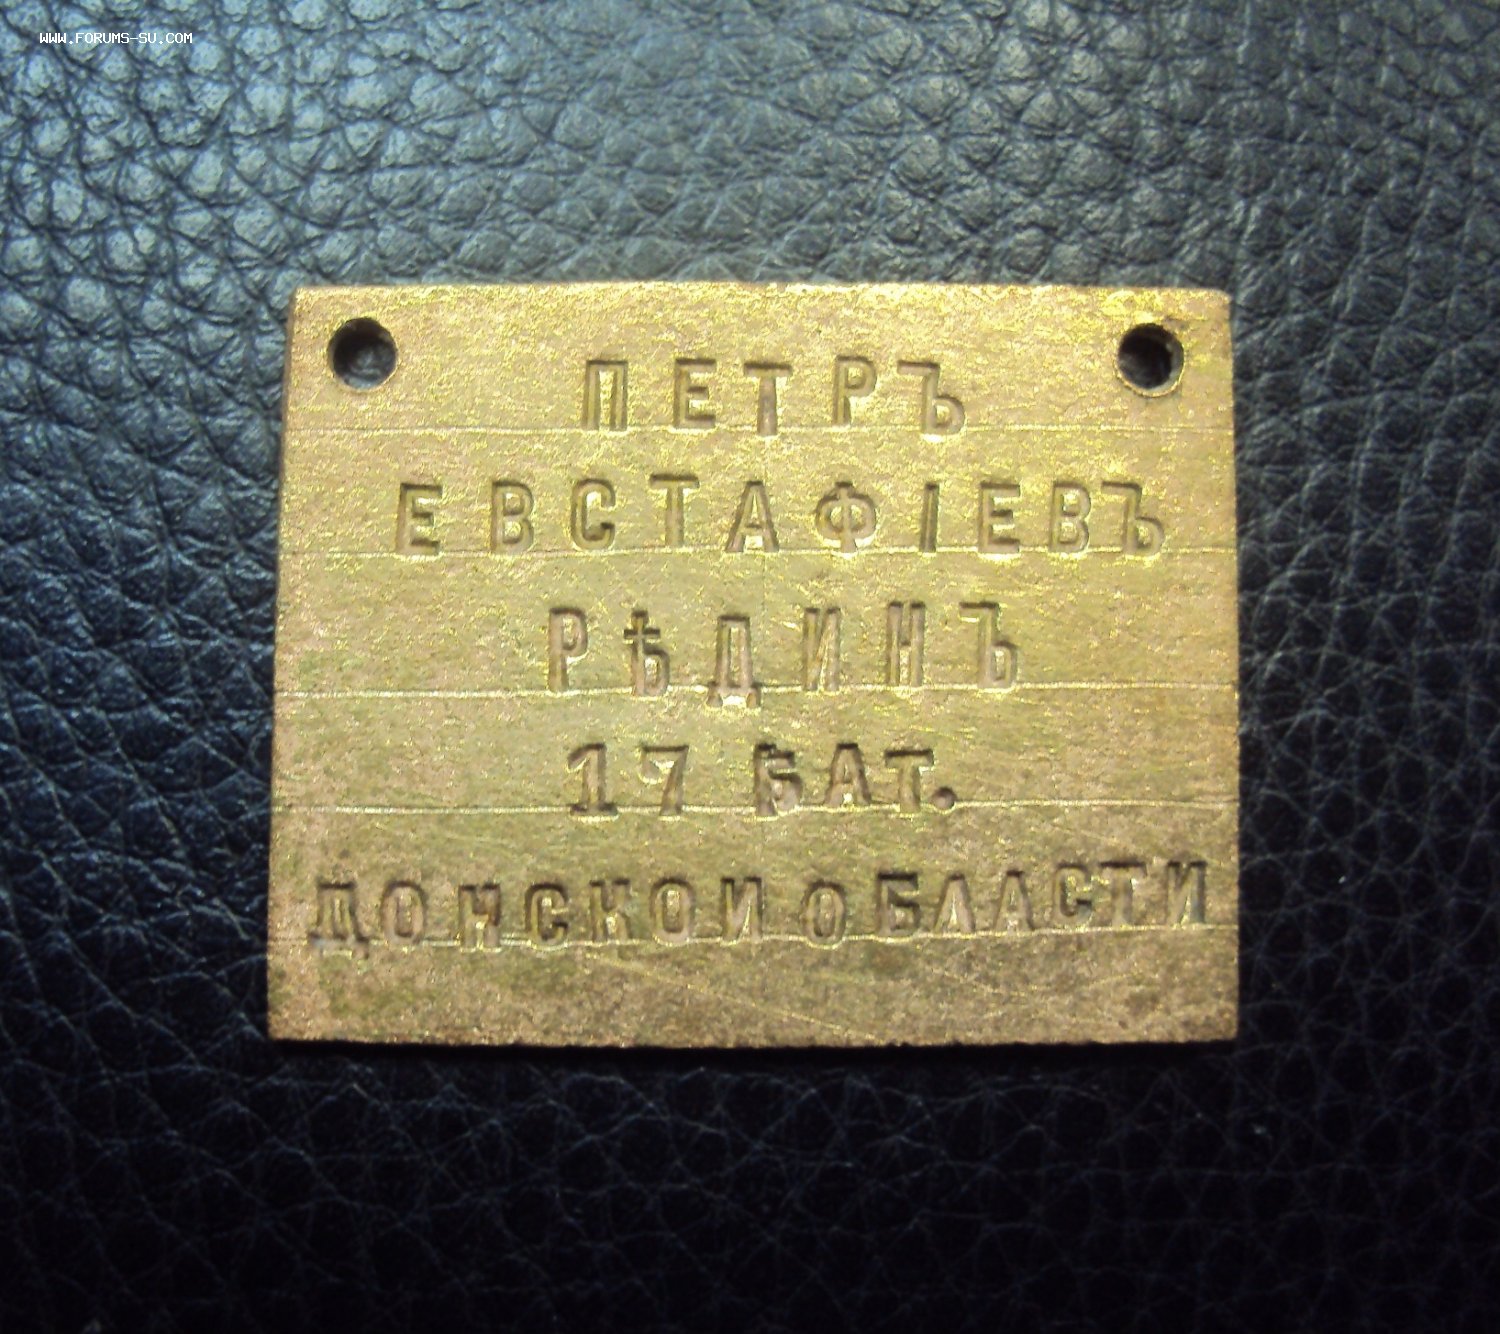 WWW.FORUMS-SU.COM
ПЕТРЪ
ЕВСТАФІЕВЪ
РѢДИНЪ
17 БАТ.
ДОНСКОИ ОБЛАСТИ